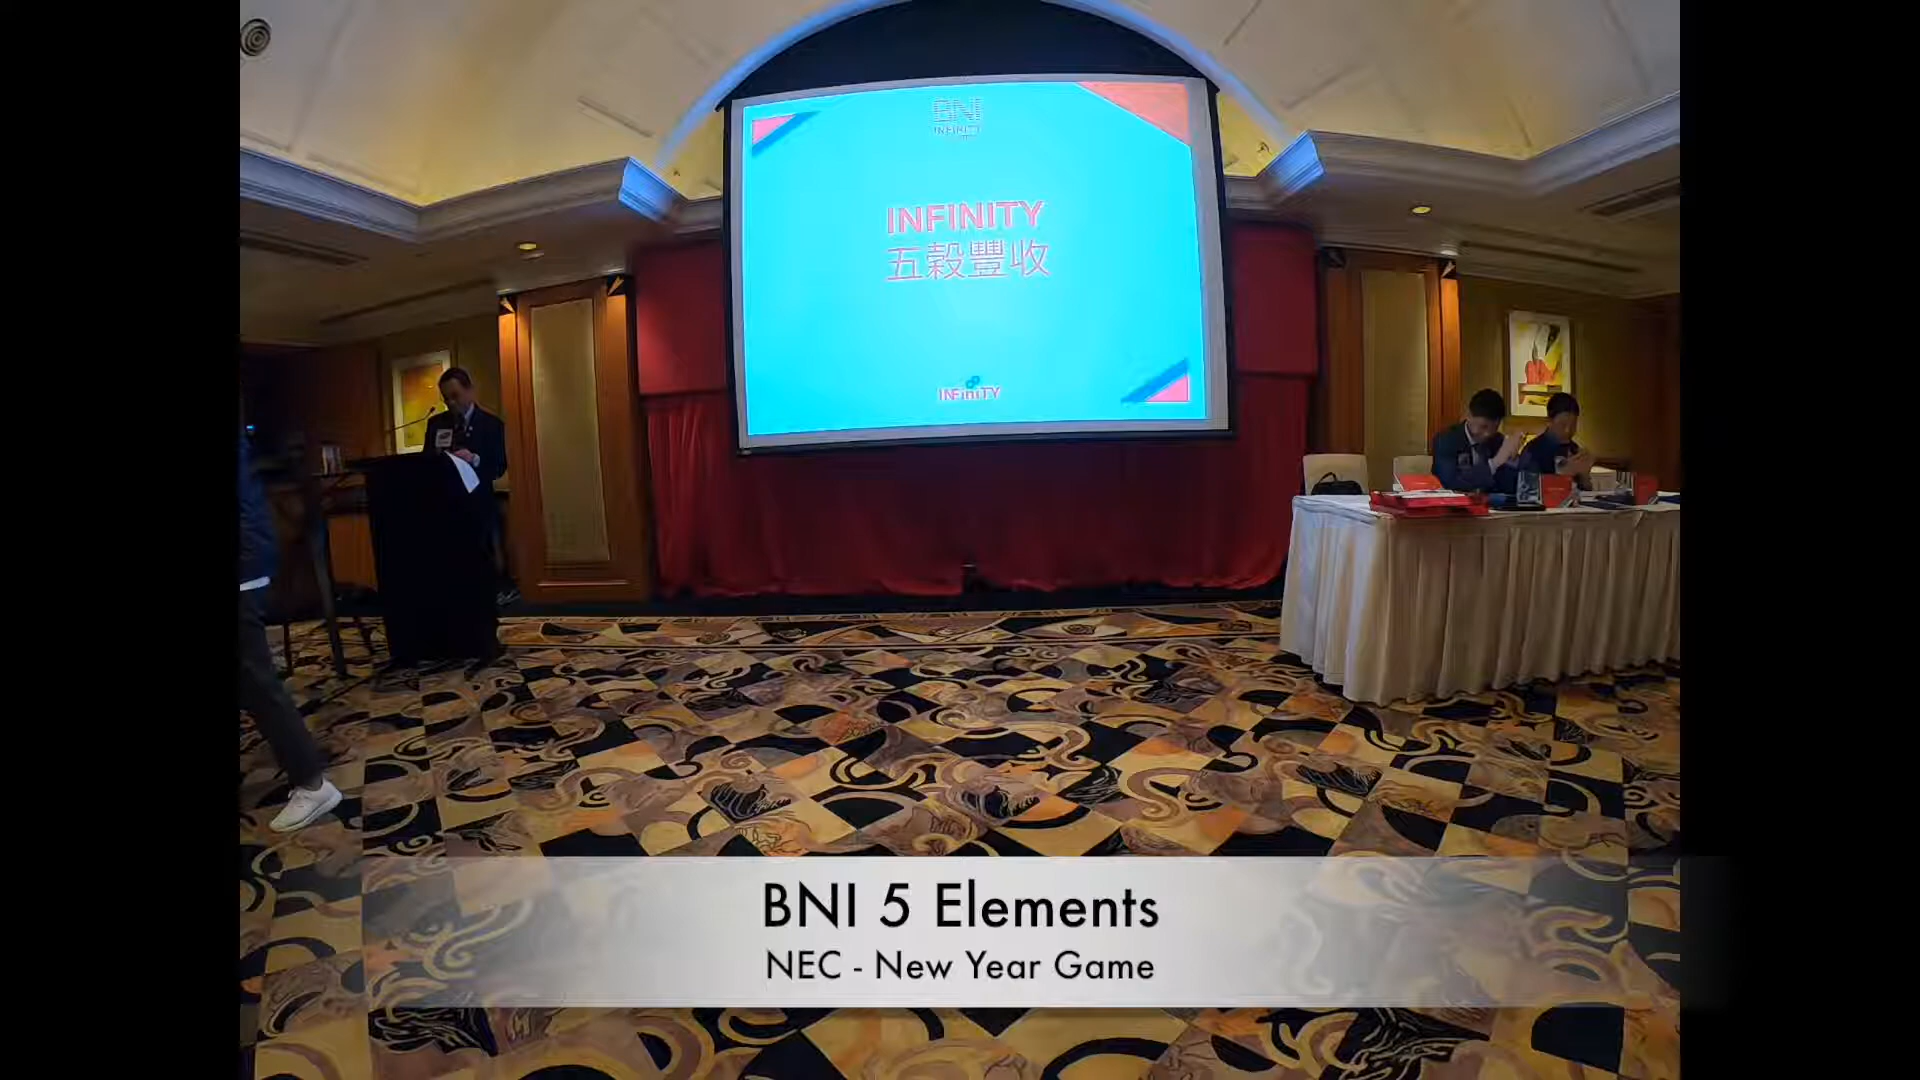 BNI
INFINITY
INFINITY
五穀豐收
INFiniTY
BNI 5 Elements
NEC - New Year Game